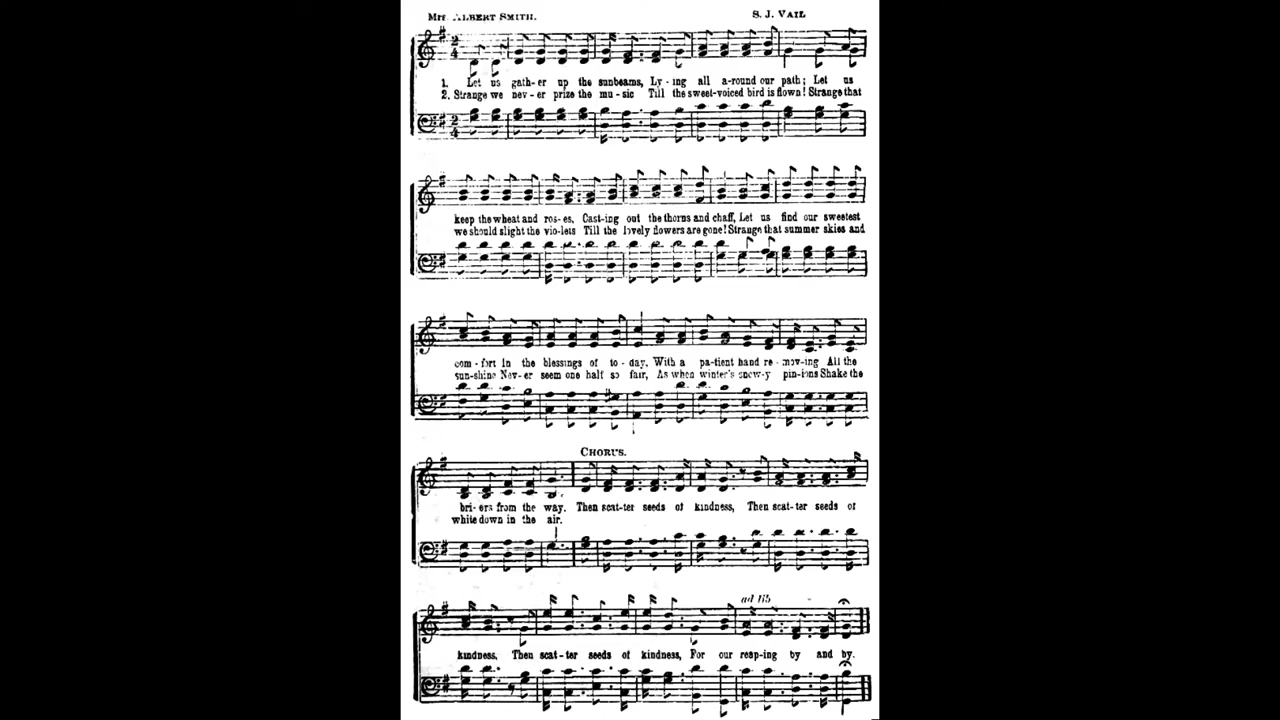 Mrs. ALBERT SMITH. S. J. VAIL
1. Let us gath-er up the sunbeams, Ly-ing all a-round our path; Let us
2. Strange we nev-er prize the mu-sic Till the sweet-voiced bird is flown! Strange that
keep the wheat and ros-es, Cast-ing out the thorns and chaff, Let us find our sweetest
we should slight the vio-lets Till the lovely flowers are gone! Strange that summer skies and
com-fort In the blessings of to-day, With a pa-tient hand re-mov-ing All the
sun-shine Nev-er seem one half so fair, As when winter's snow-y pin-ions Shake the
CHORUS.
bri-ers from the way. Then scat-ter seeds of kindness, Then scat-ter seeds of
white down in the air.
ad lib
kindness, Then scat-ter seeds of kindness, For our reap-ing by and by.